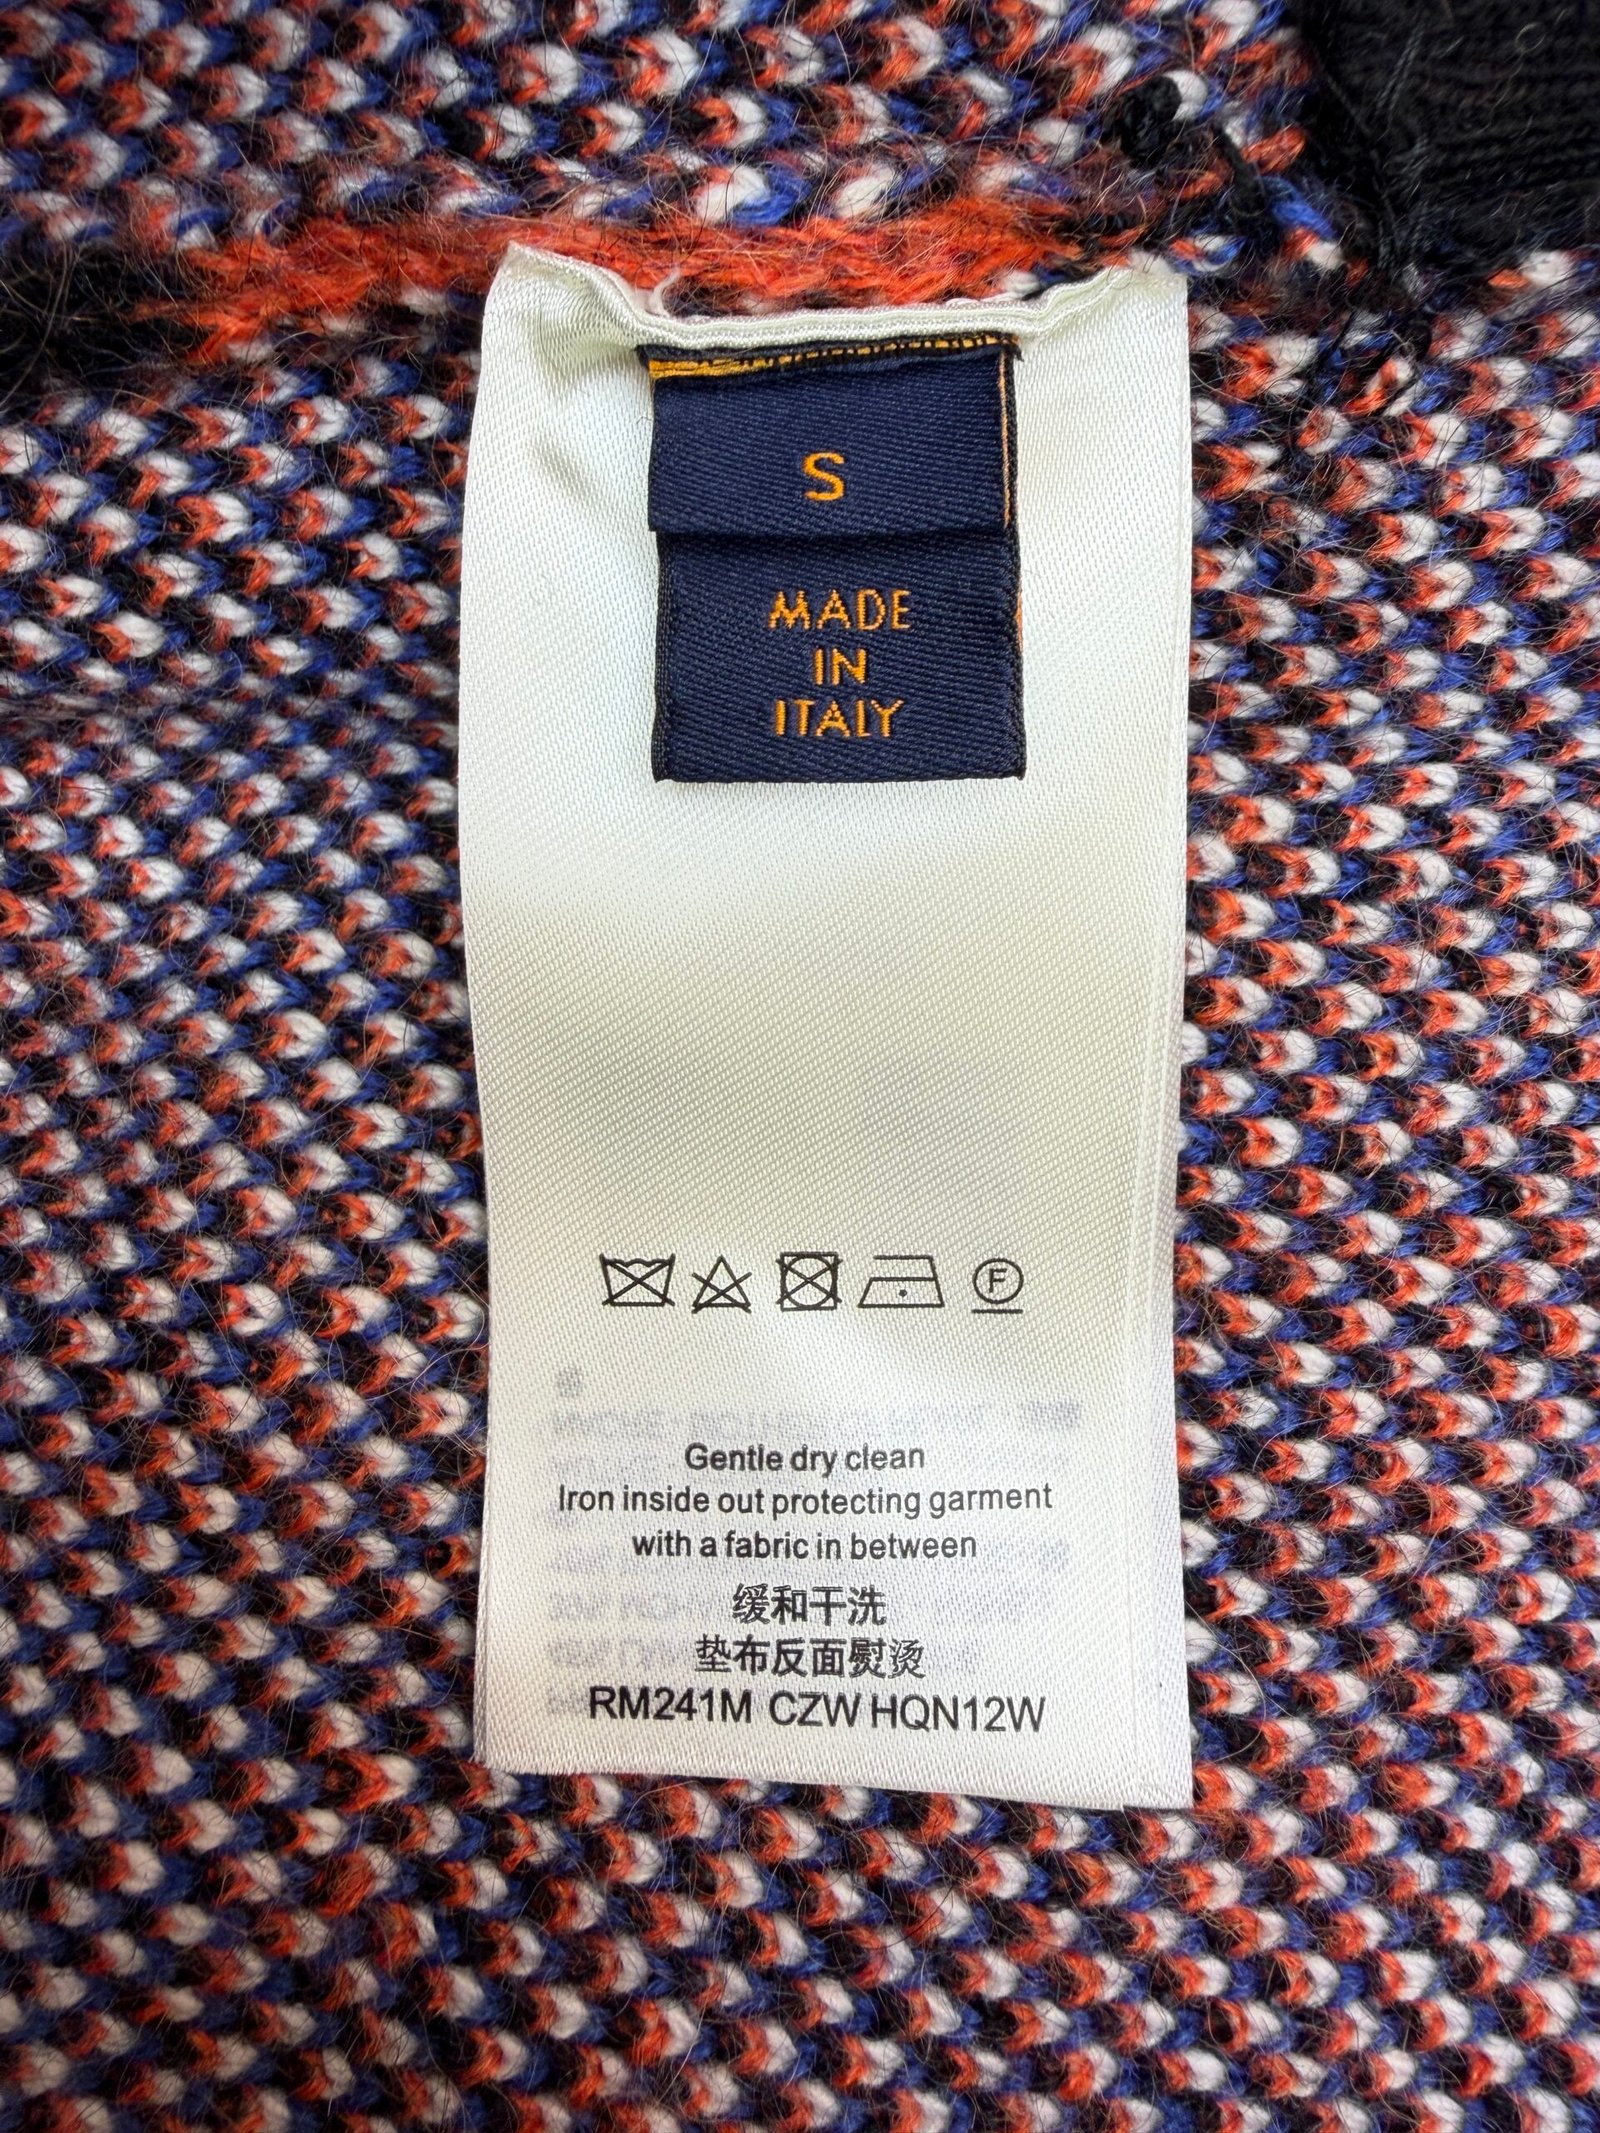 S
MADE
IN
ITALY
F
Gentle dry clean
Iron inside out protecting garment
with a fabric in between
缓和干洗
垫布反面熨烫
RM241M CZW HQN12W